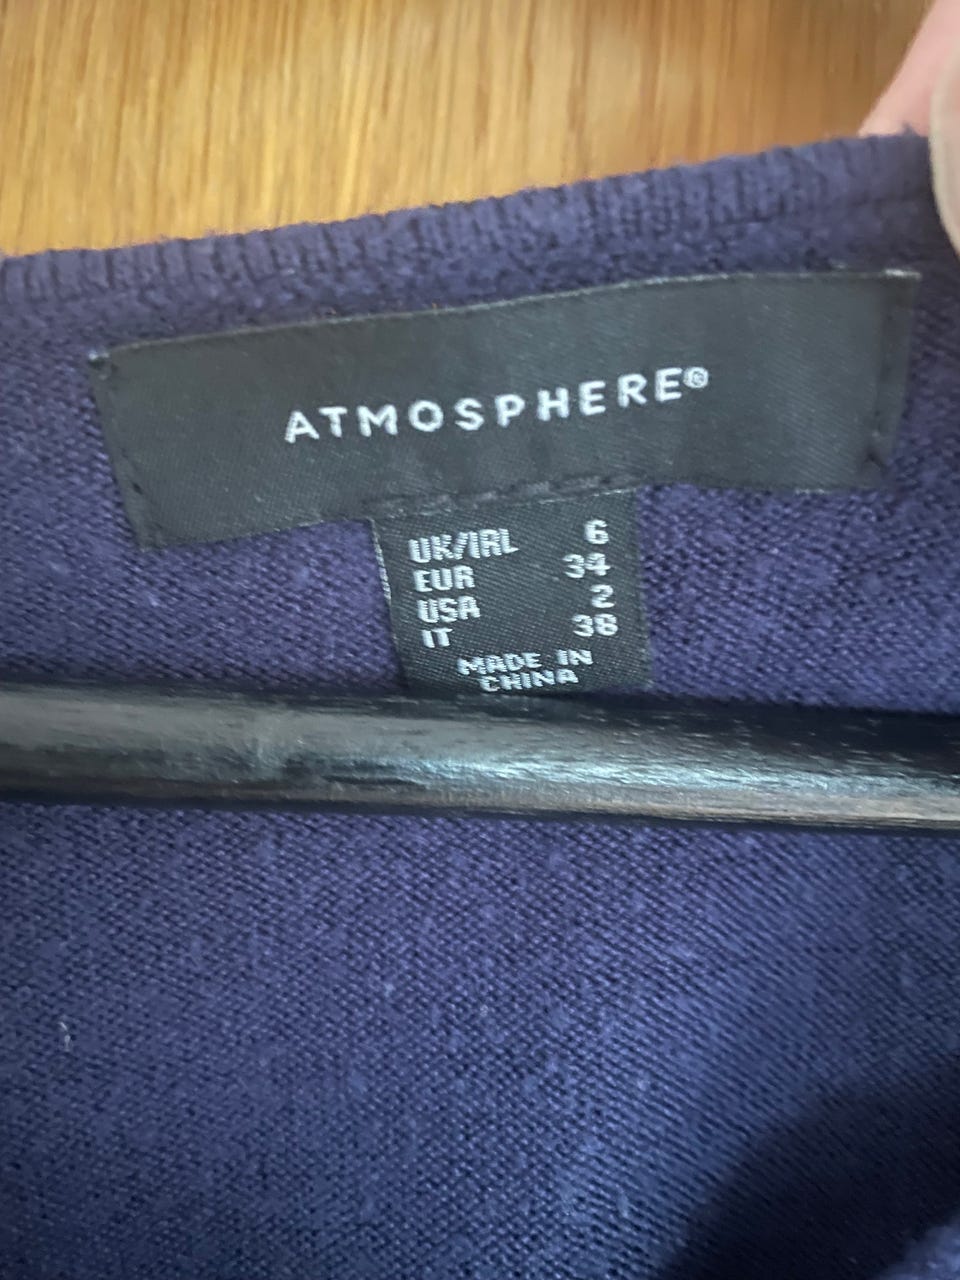 ATMOSPHERE®
UK/IRL 6
EUR 34
USA 2
IT 38
MADE IN
CHINA